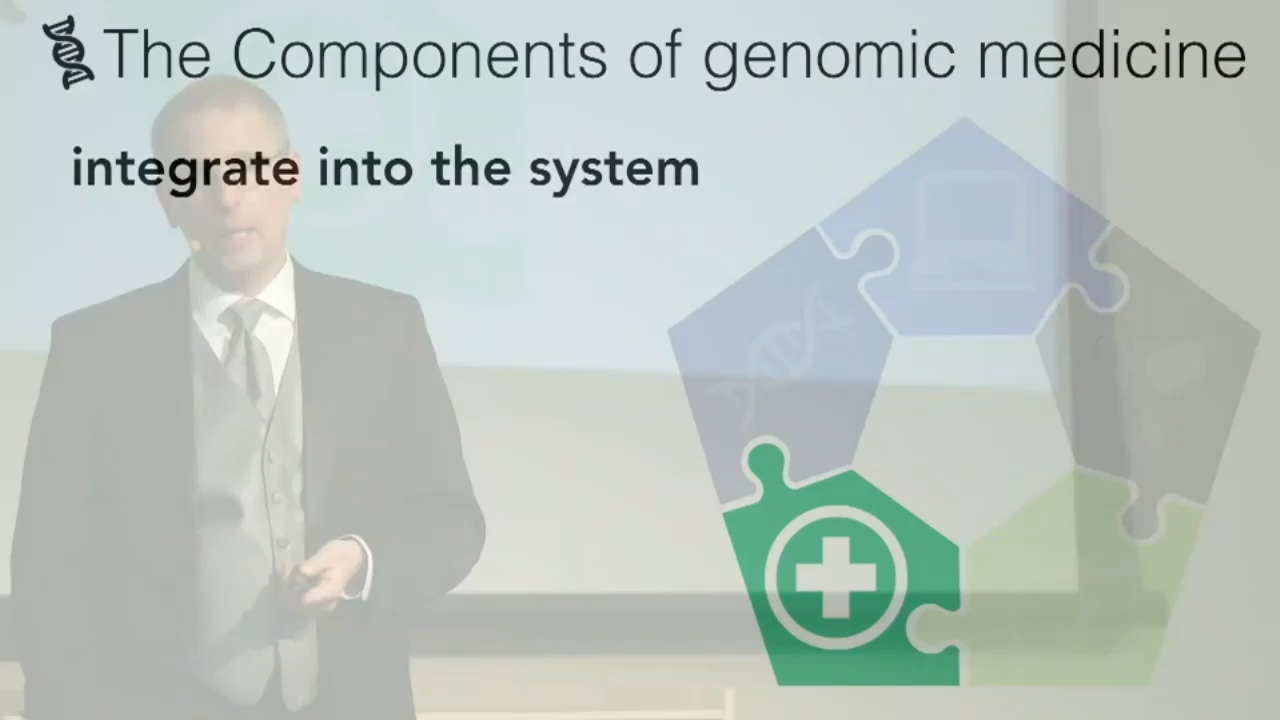 The Components of genomic medicine
integrate into the system